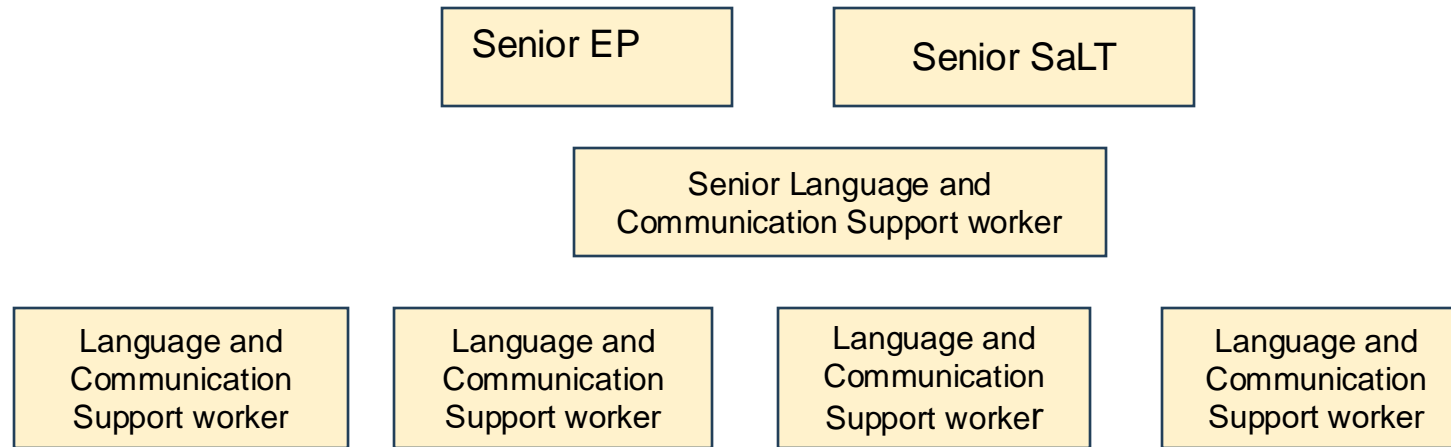 Senior EP
Senior SaLT
Senior Language and
Communication Support worker
Language and
Communication
Support worker
Language and
Communication
Support worker
Language and
Communication
Support worker
Language and
Communication
Support worker